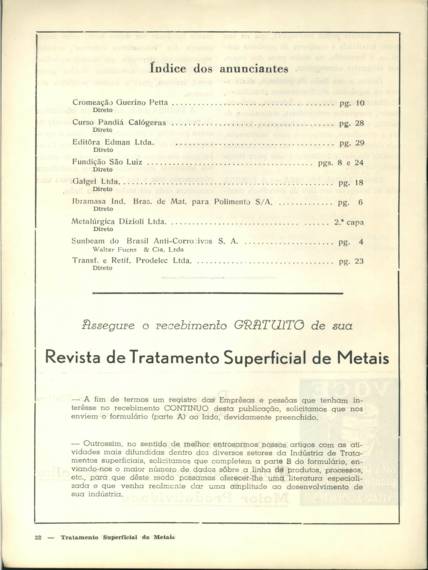 Índice dos anunciantes
Cromeação Guerino Petta ........................................ pg. 10
Direto
Curso Pandiá Calógeras ........................................ pg. 28
Direto
Editôra Edman Ltda. ........................................ pg. 29
Direto
Fundição São Luiz ........................................ pgs. 8 e 24
Direto
Galgel Ltda. ........................................ pg. 18
Direto
Ibramasa Ind. Bras. de Mat. para Polimento S/A. ............. pg. 6
Direto
Metalúrgica Dizioli Ltda. ........................................ 2.ª capa
Direto
Sunbeam do Brasil Anti-Corrosivos S. A. ..................... pg. 4
Walter & Cia. Ltda
Transf. e Retif. Prodelec Ltda. ................................ pg. 23
Direto
Assegure o recebimento GRATUITO de sua
Revista de Tratamento Superficial de Metais
— A fim de termos um registro das Emprêsas e pessôas que tenham in-
terêsse no recebimento CONTINUO desta publicação, solicitamos que nos
enviem o formulário (parte A) ao lado, devidamente preenchido.
— Outrossim, no sentido de melhor entrosarmos nossos artigos com as ati-
vidades mais difundidas dentro dos diversos setores da Indústria de Trata-
mentos superficiais, solicitamos que completem a parte B do formulário, en-
viando-nos o maior número de dados sôbre a linha de produtos, processos,
etc., para que dêste modo possamos oferecer-lhe uma literatura especiali-
zada e que venha realmente dar uma amplitude ao desenvolvimento de
sua indústria.
32 — Tratamento Superficial de Metais